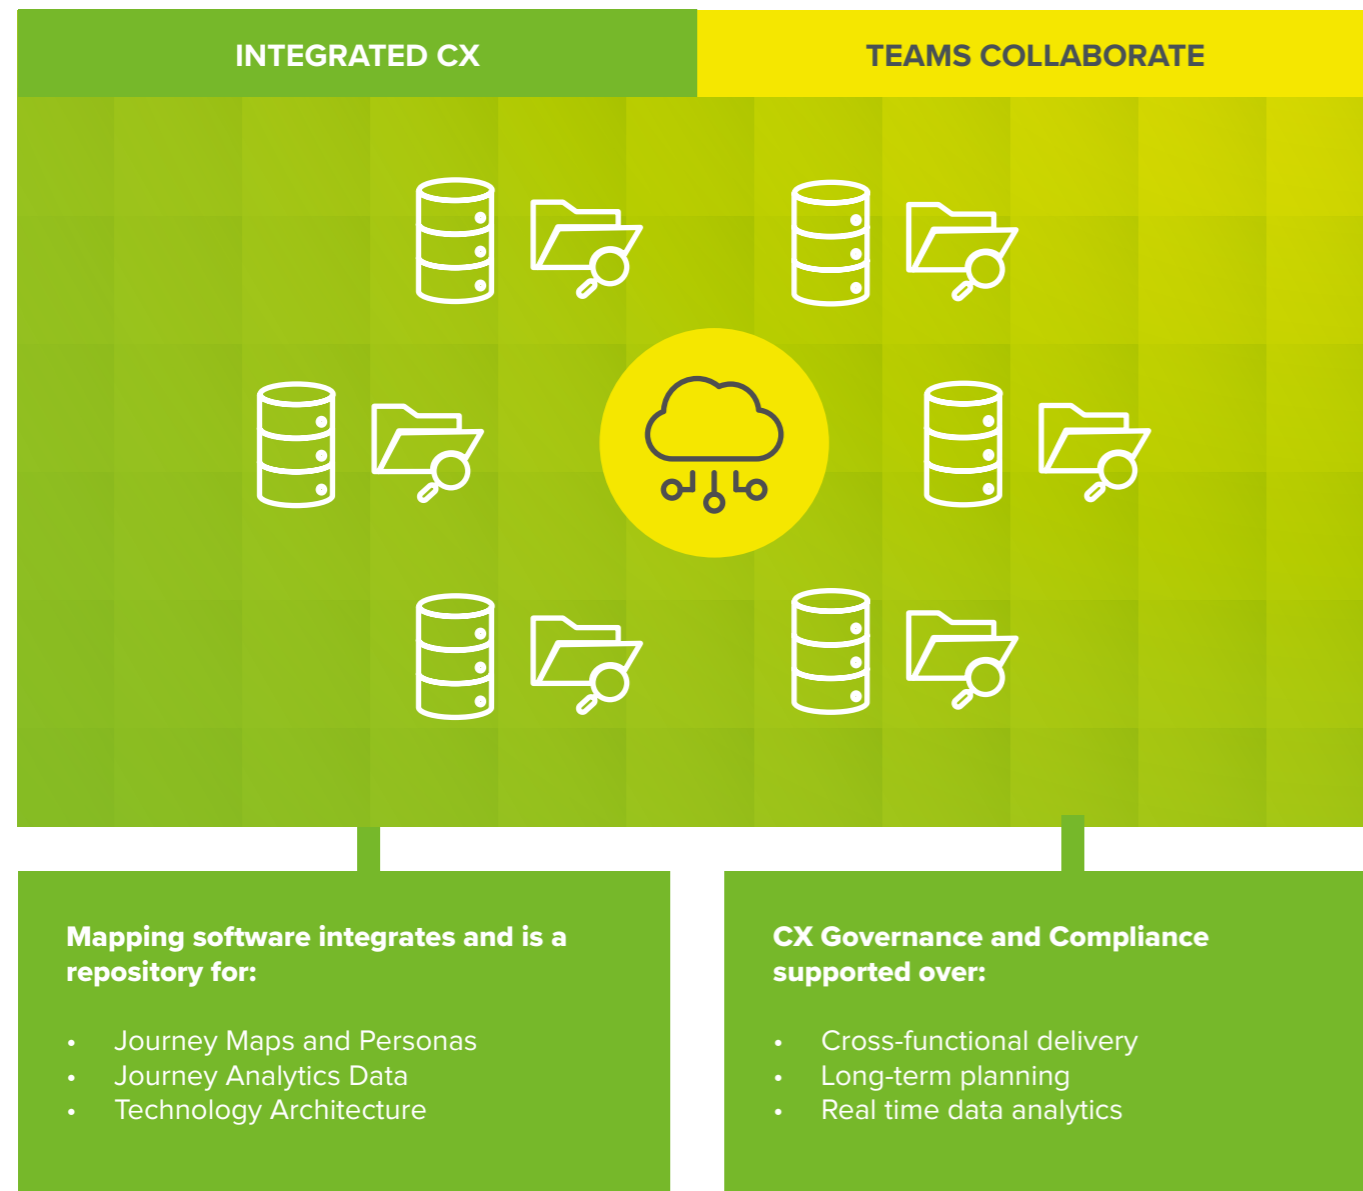 INTEGRATED CX
TEAMS COLLABORATE
Mapping software integrates and is a
repository for:
• Journey Maps and Personas
• Journey Analytics Data
• Technology Architecture
CX Governance and Compliance
supported over:
• Cross-functional delivery
• Long-term planning
• Real time data analytics